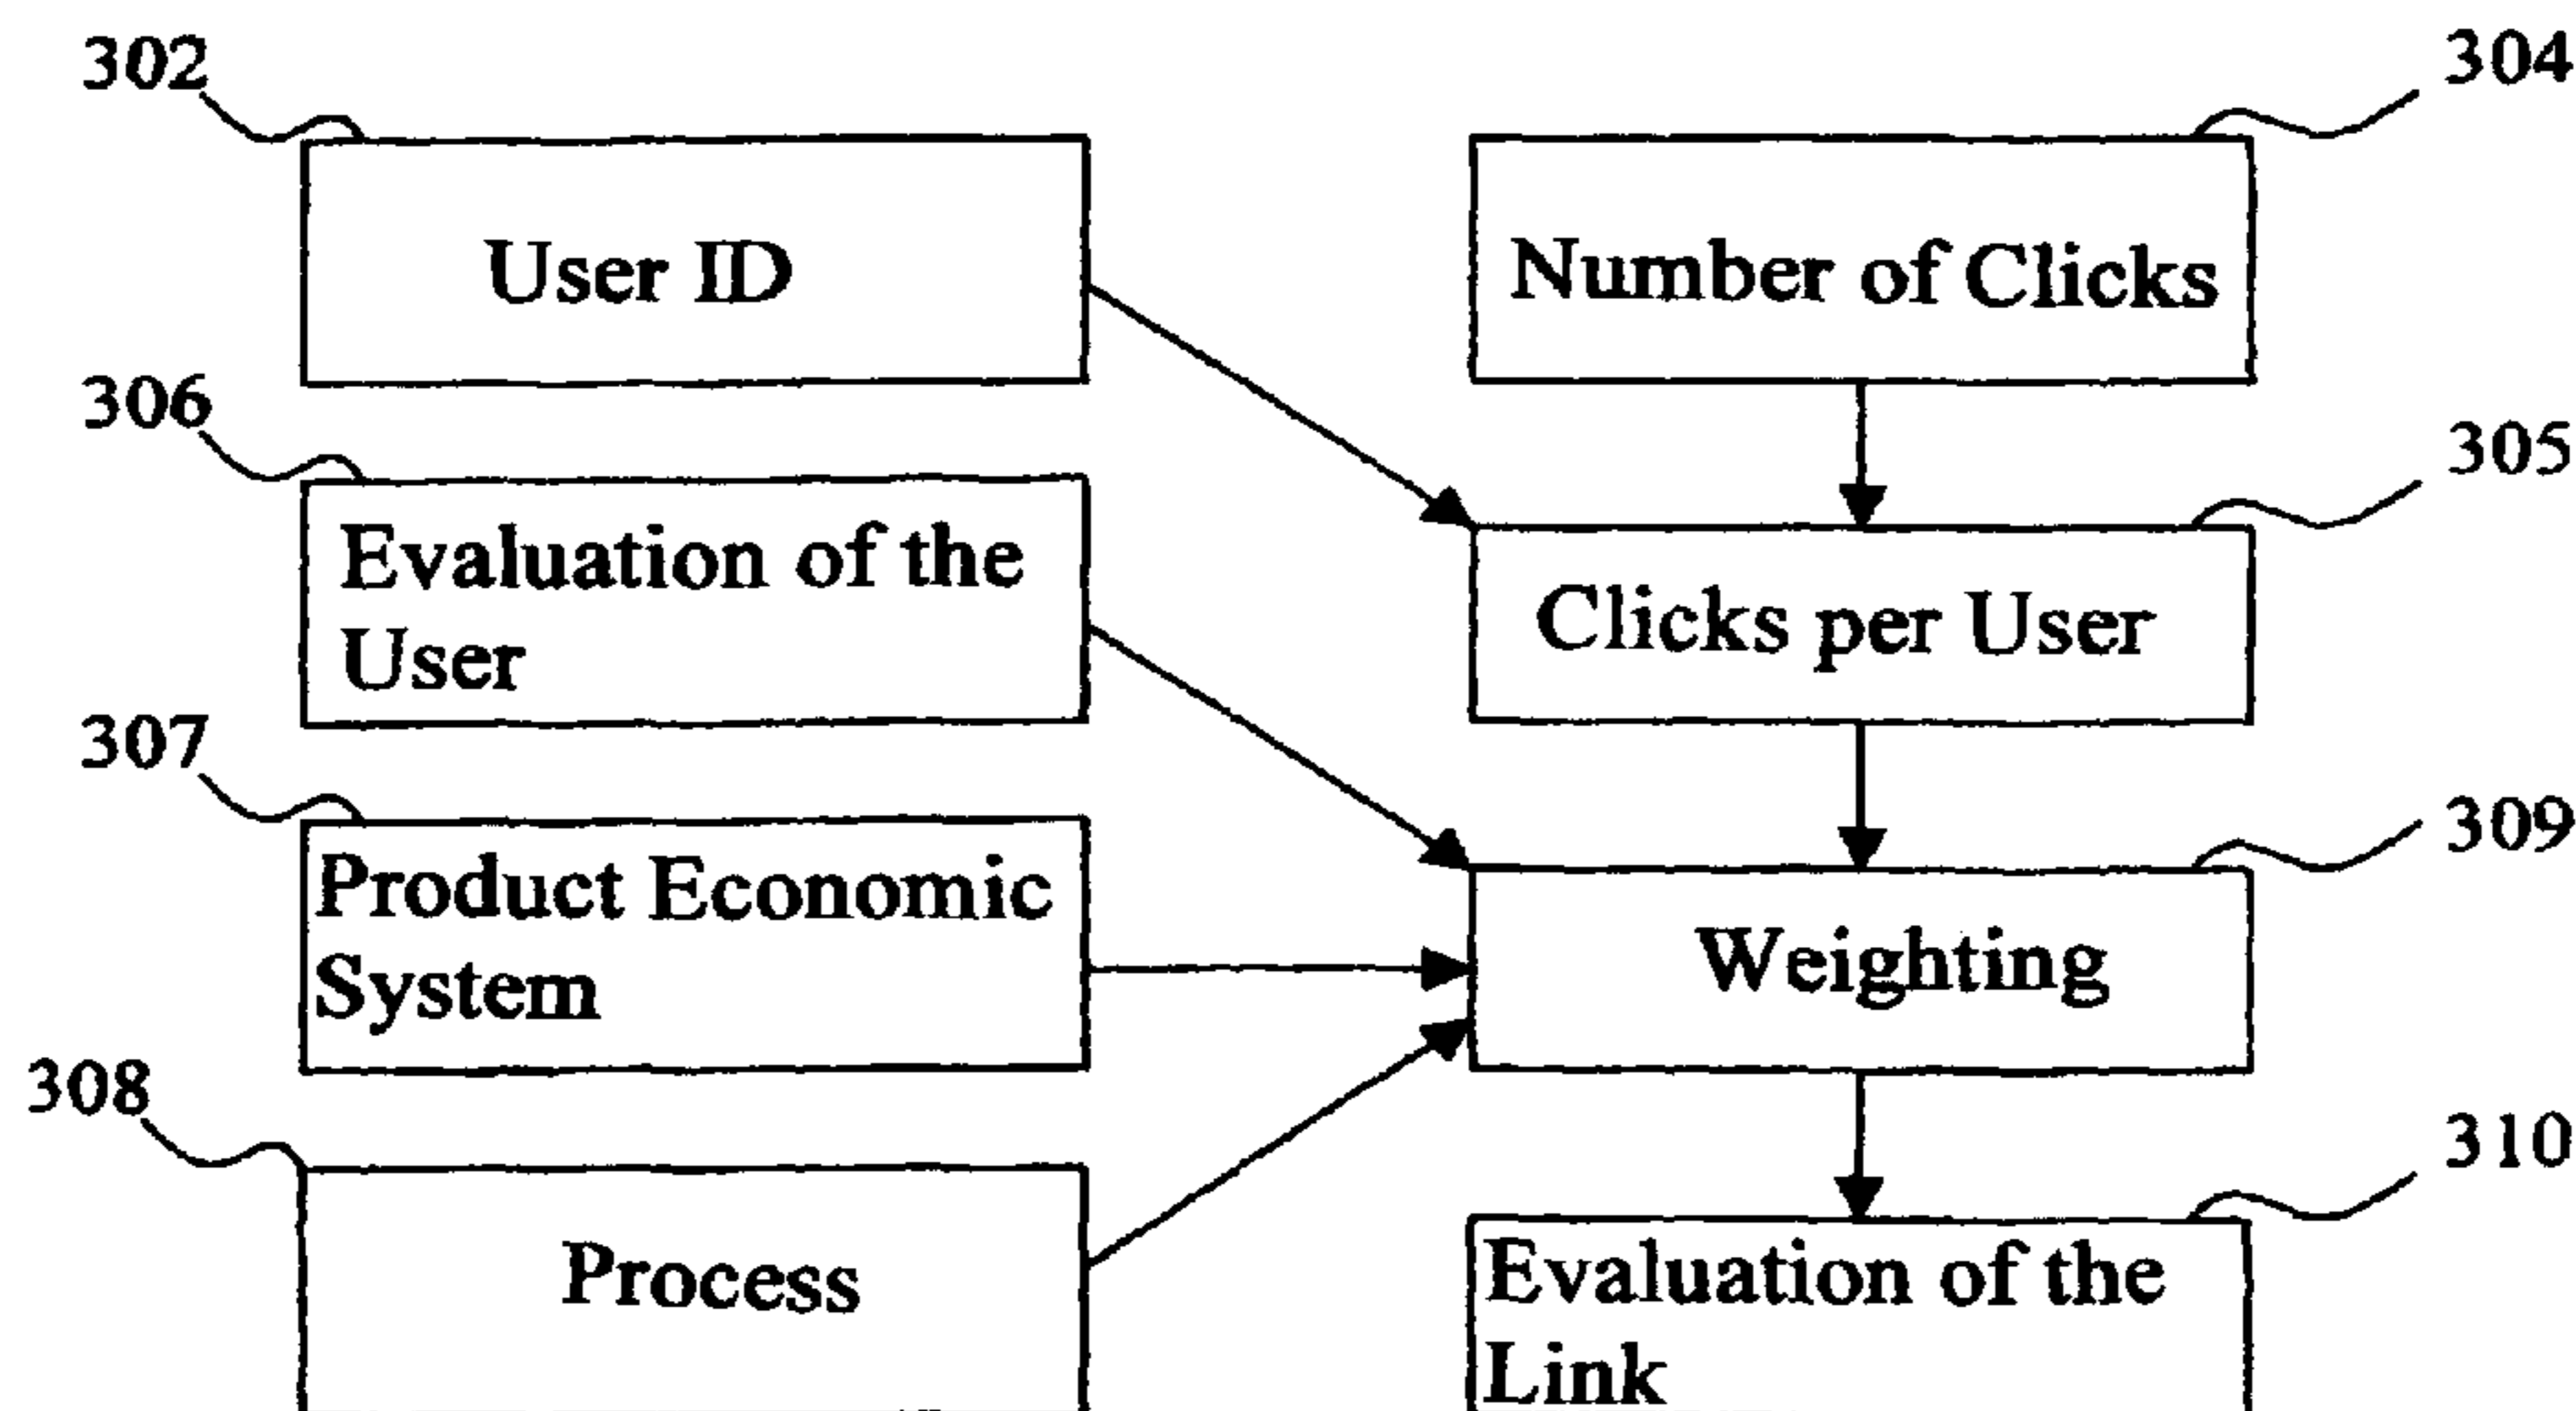 302
304
User ID
Number of Clicks
306
305
Evaluation of the
User
Clicks per User
307
309
Product Economic
System
Weighting
308
310
Process
Evaluation of the
Link